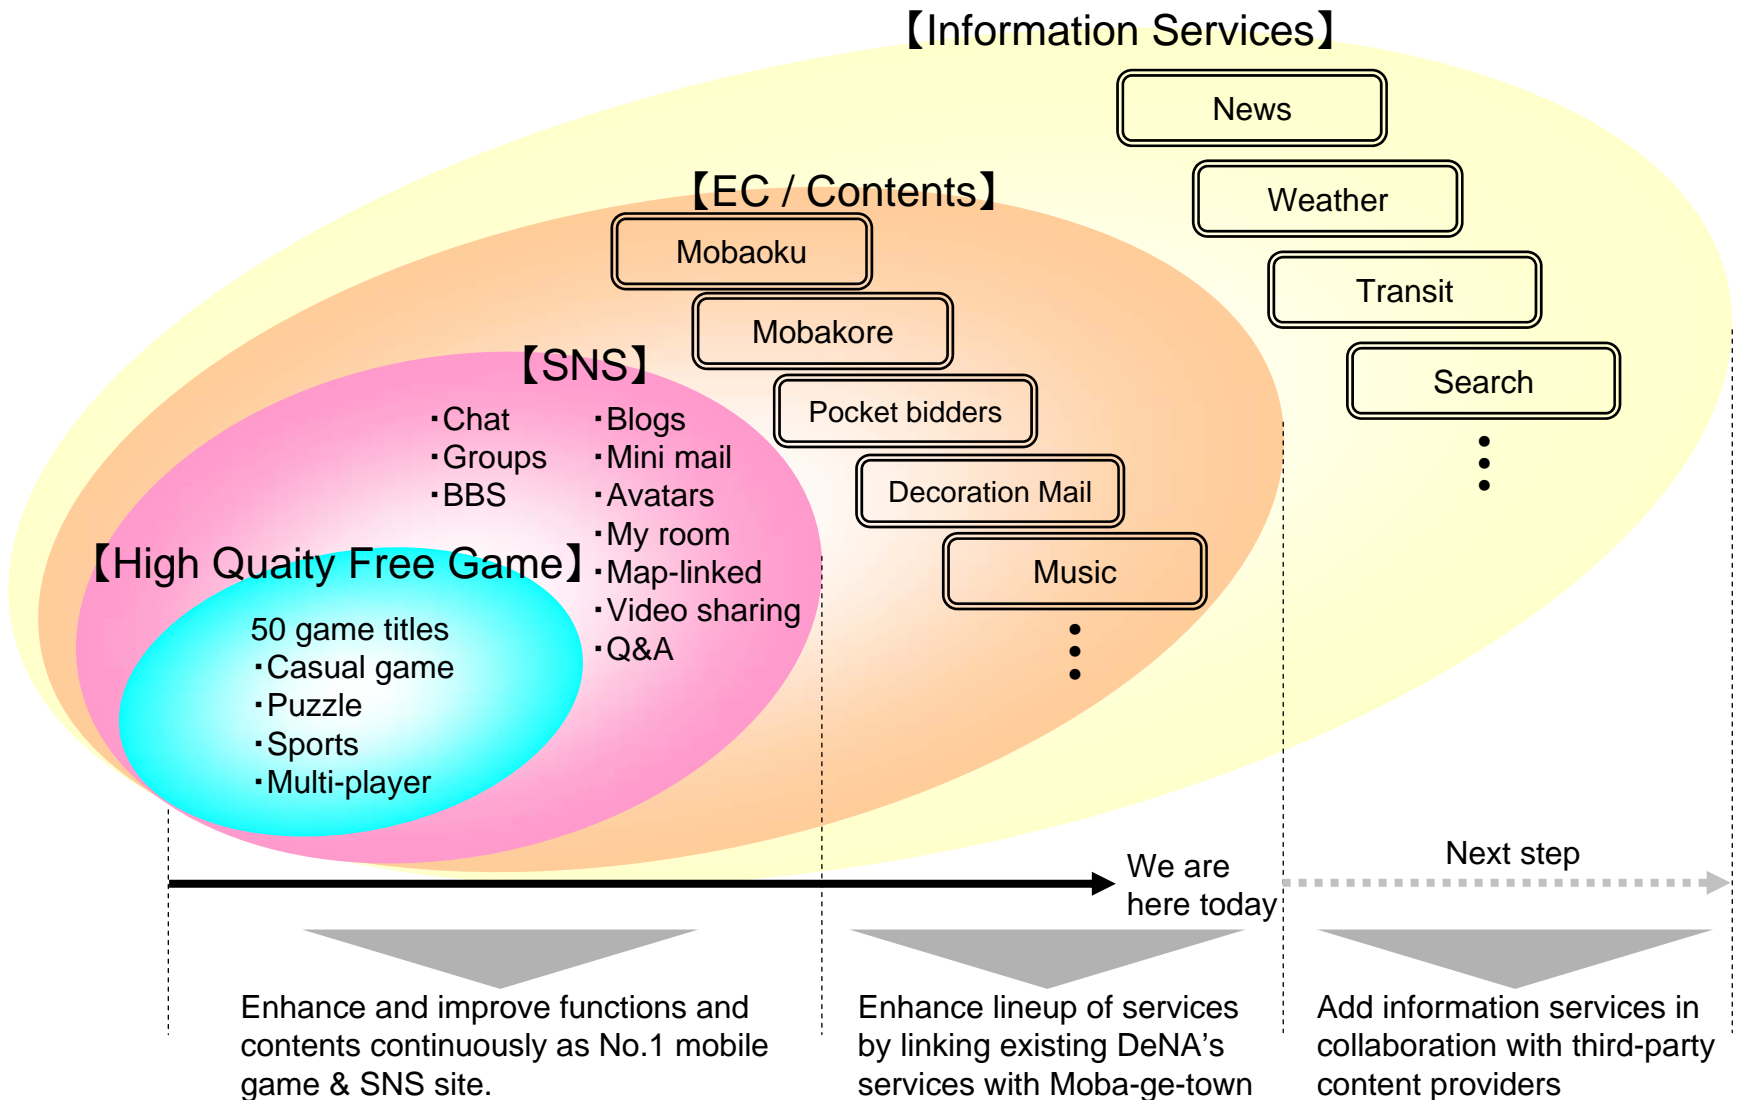 【Information Services】
News
Weather
Transit
Search
【EC / Contents】
Mobaoku
Mobakore
Pocket bidders
Decoration Mail
Music
【SNS】
・Chat
・Groups
・BBS
・Blogs
・Mini mail
・Avatars
・My room
・Map-linked
・Video sharing
・Q&A
【High Quaity Free Game】
50 game titles
・Casual game
・Puzzle
・Sports
・Multi-player
We are
here today
Next step
Enhance and improve functions and
contents continuously as No.1 mobile
game & SNS site.
Enhance lineup of services
by linking existing DeNA’s
services with Moba-ge-town
Add information services in
collaboration with third-party
content providers